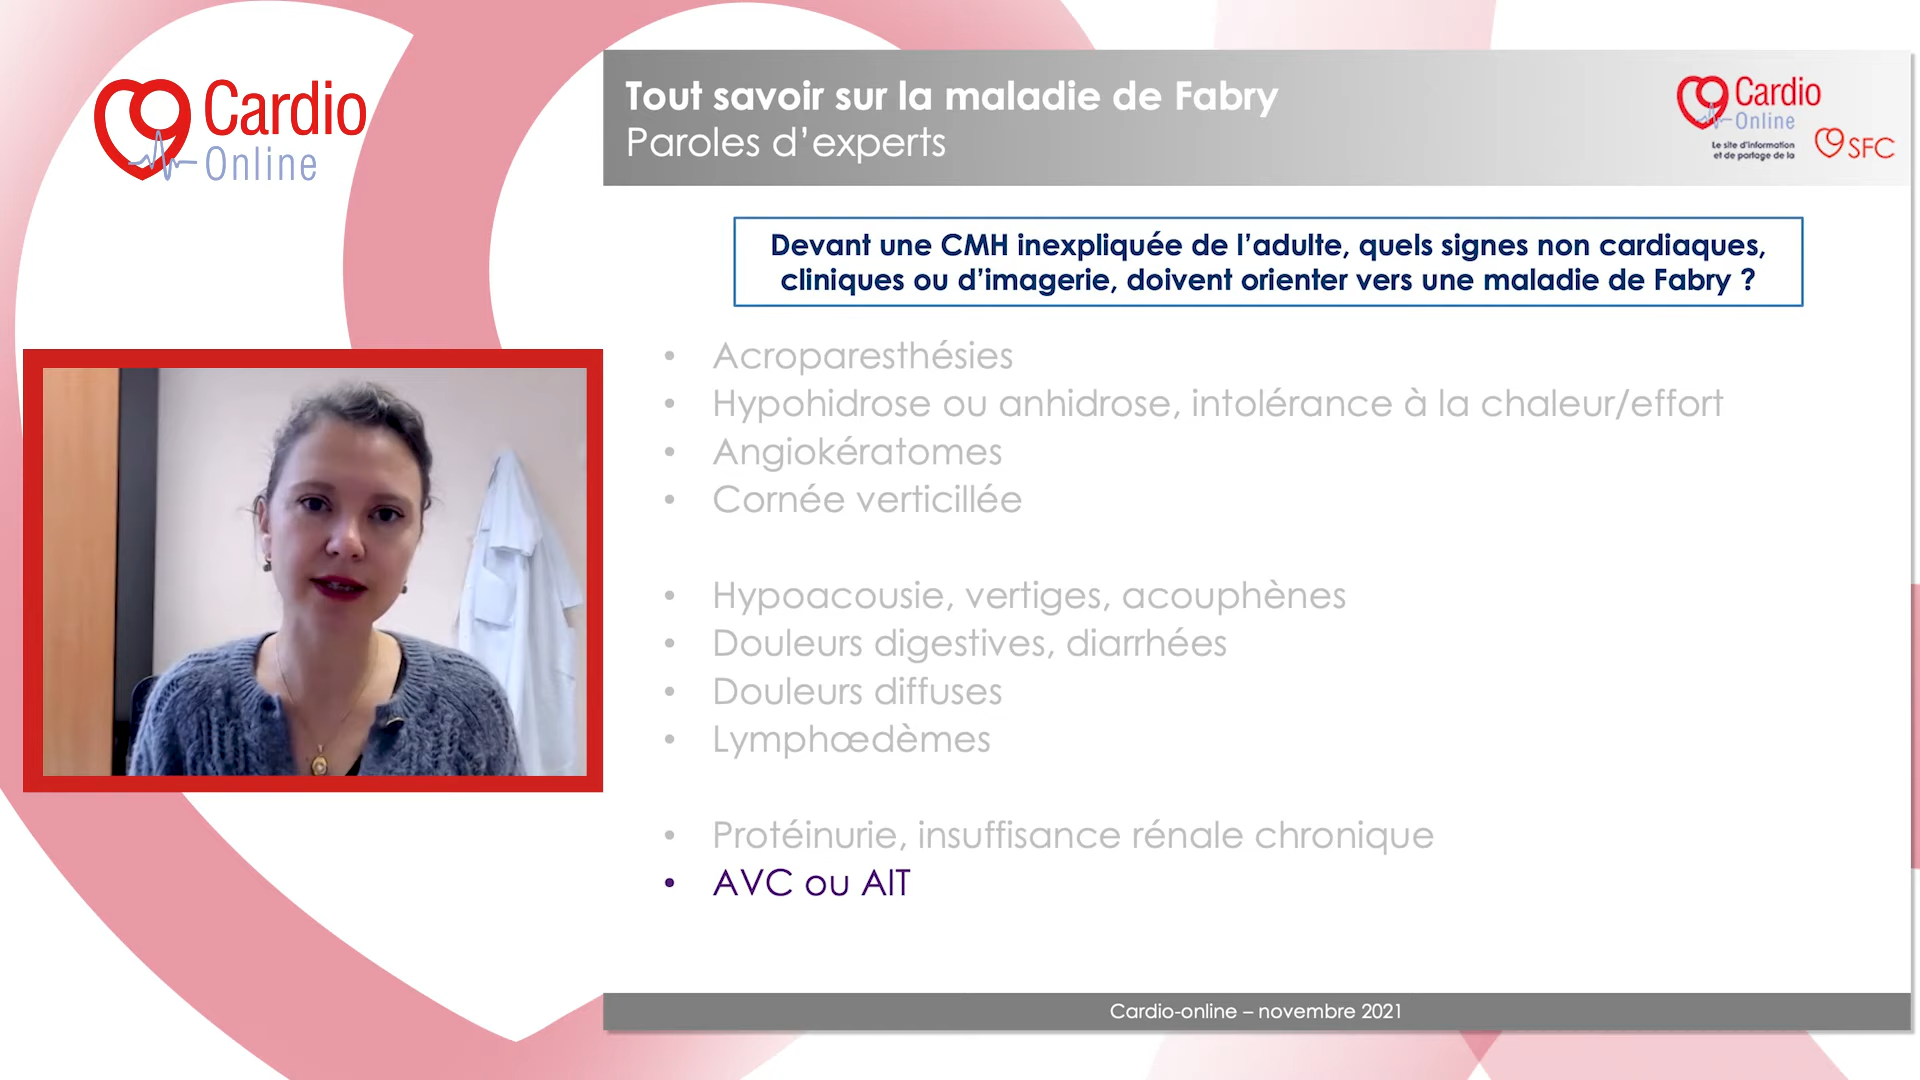 Cardio
Online
Tout savoir sur la maladie de Fabry
Paroles d’experts
Cardio
Online
Le site d'information
et de partage de la
SFC
Devant une CMH inexpliquée de l’adulte, quels signes non cardiaques,
cliniques ou d’imagerie, doivent orienter vers une maladie de Fabry ?
• Acroparesthésies
• Hypohidrose ou anhidrose, intolérance à la chaleur/effort
• Angiokératomes
• Cornée verticillée
• Hypoacousie, vertiges, acouphènes
• Douleurs digestives, diarrhées
• Douleurs diffuses
• Lymphœdèmes
• Protéinurie, insuffisance rénale chronique
• AVC ou AIT
Cardio-online – novembre 2021